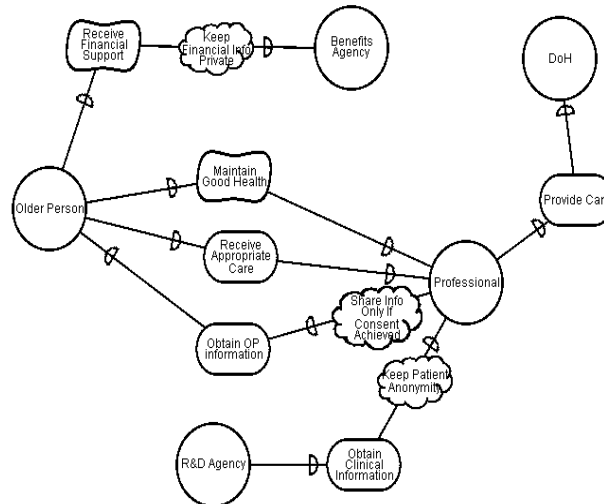 Receive
Financial
Support
Keep
Financial Info
Private
Benefits
Agency
DoH
Maintain
Good Health
Older Person
Provide Car
Receive
Appropriate
Care
Professional
Share Info
Only If
Consent
Achieved
Obtain OP
information
Keep Patient
Anonymity
R&D Agency
Obtain
Clinical
Information